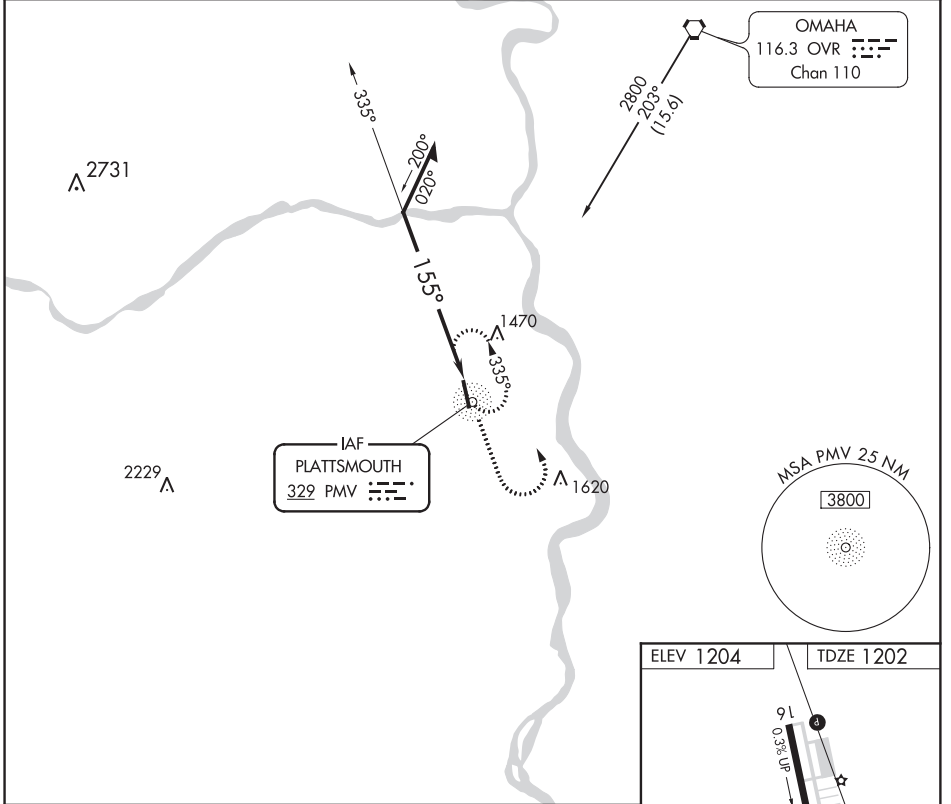 OMAHA
116.3 OVR
Chan 110
2800
203°
(15.6)
335°
200°
020°
2731
155°
1470
335°
IAF
PLATTSMOUTH
329 PMV
2229
1620
MSA PMV 25 NM
3800
ELEV 1204
TDZE 1202
16
P
0.3% UP